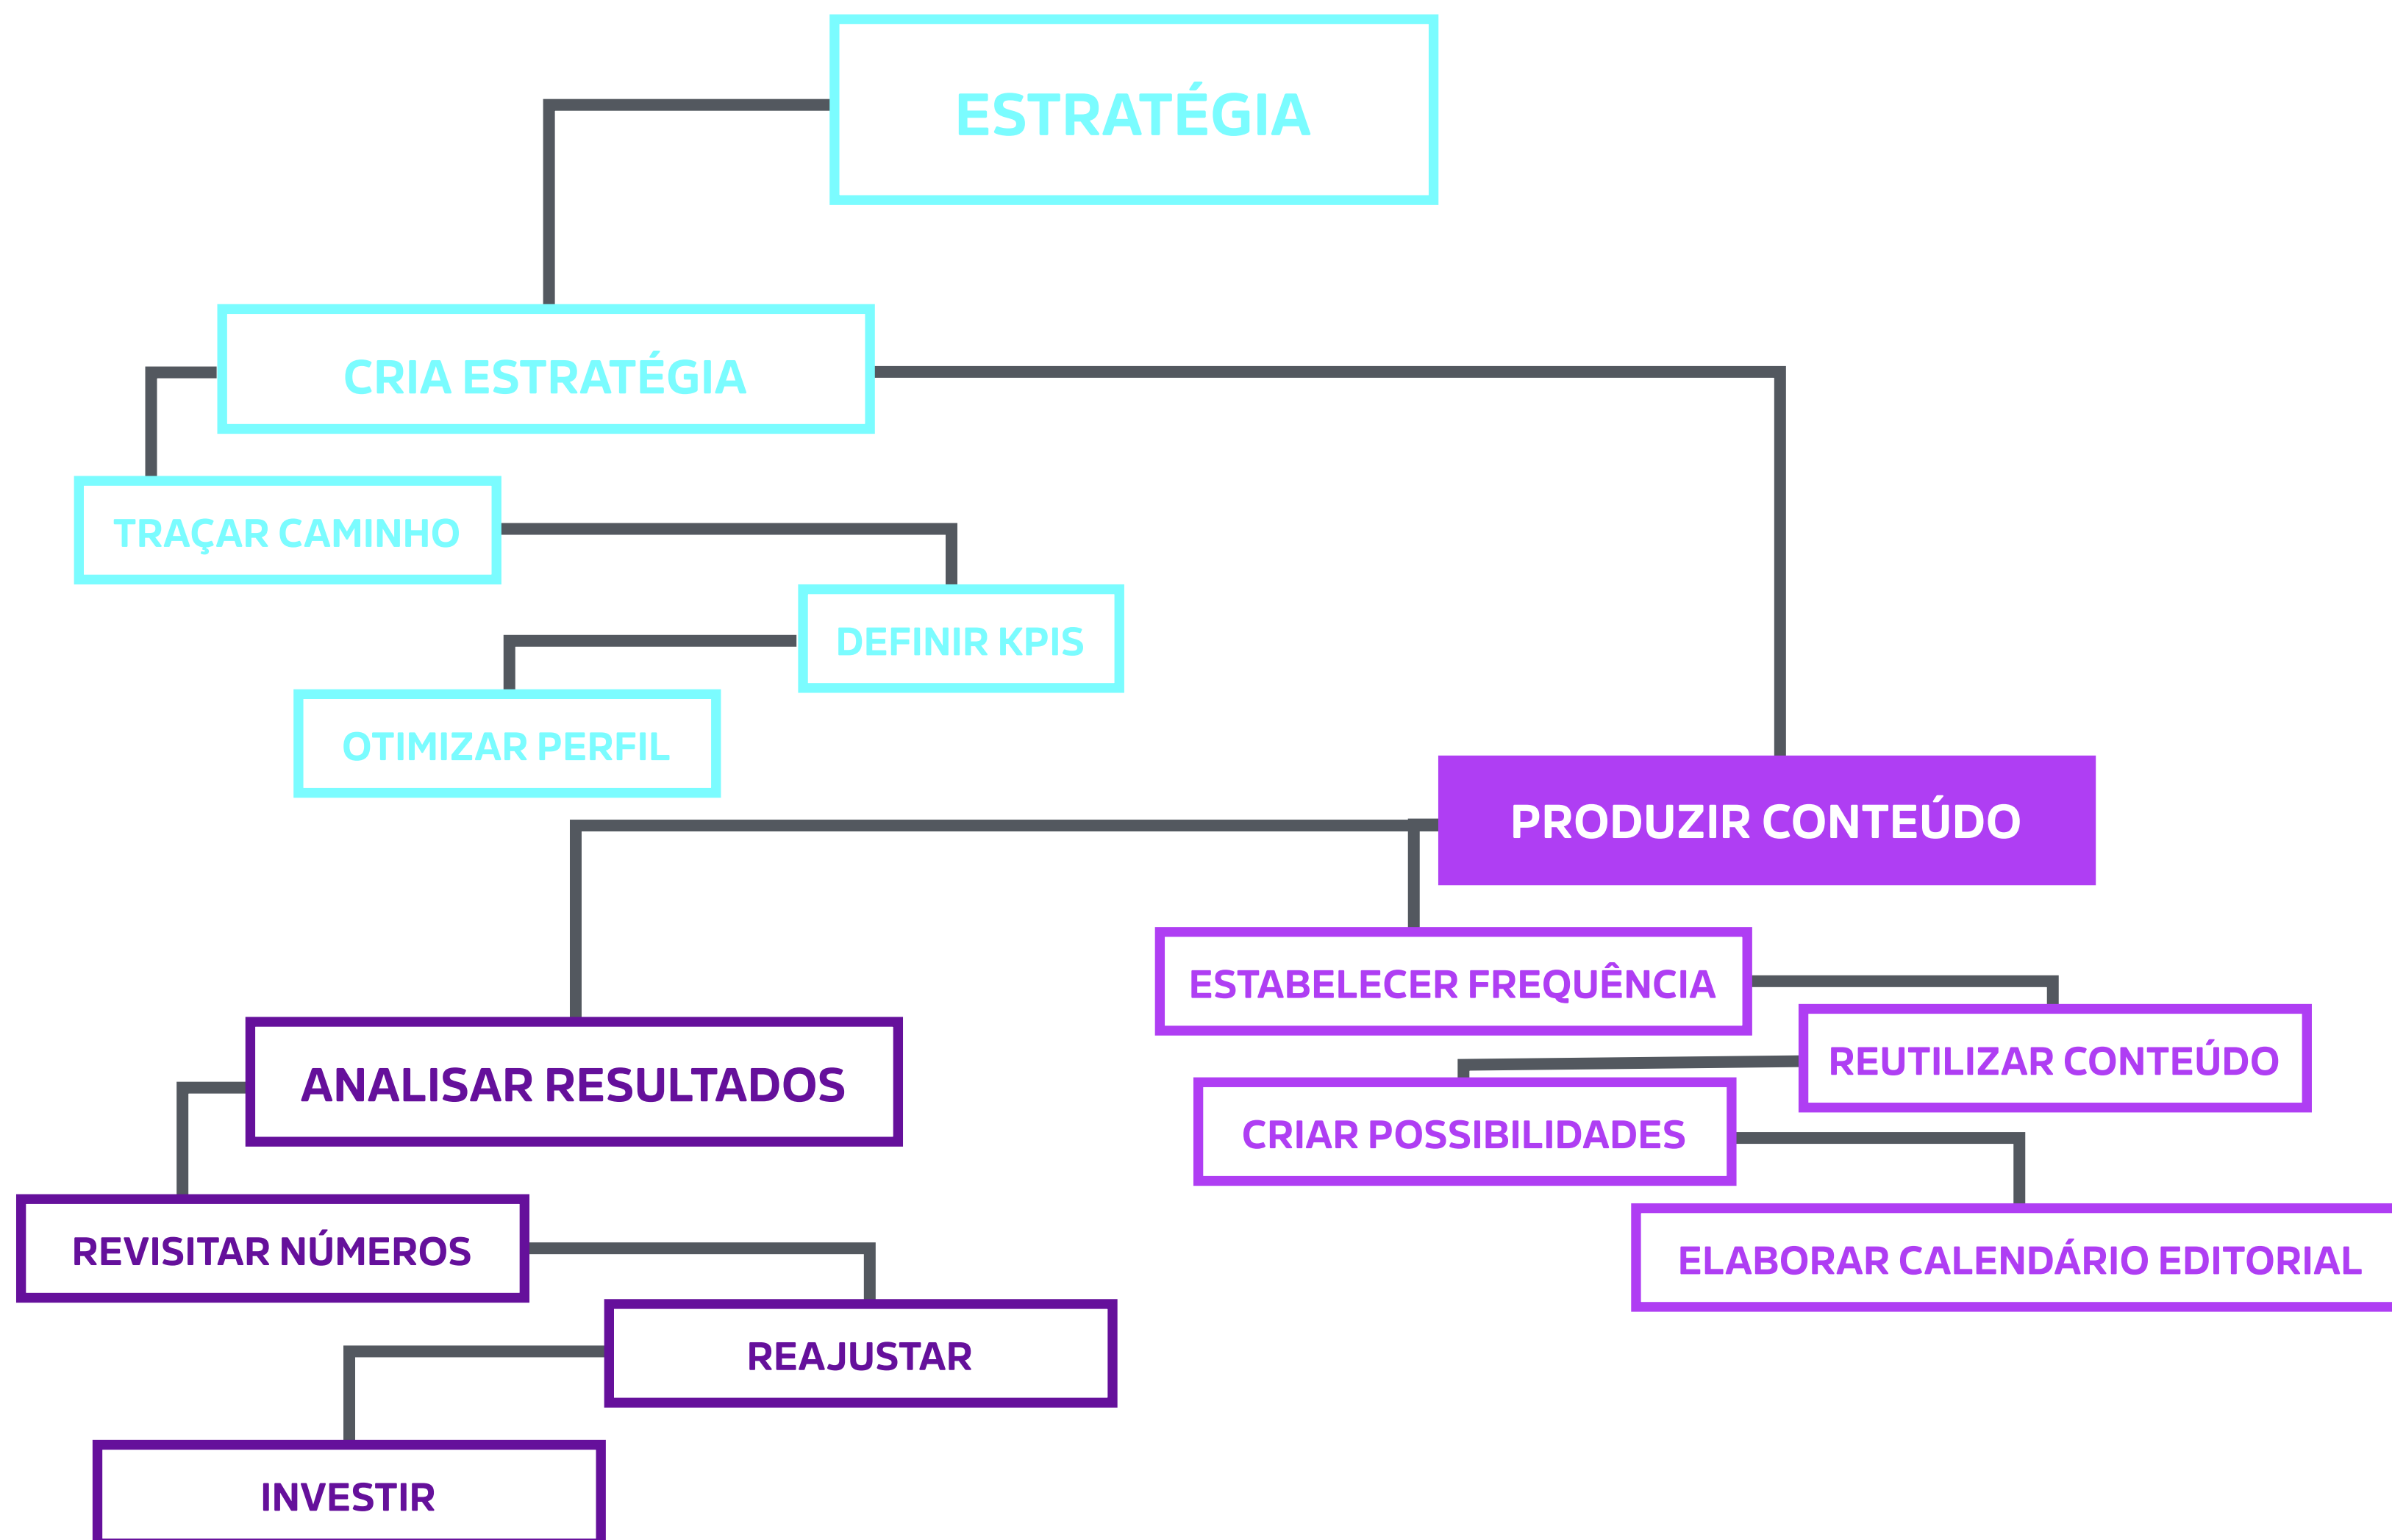 ESTRATÉGIA
CRIA ESTRATÉGIA
TRAÇAR CAMINHO
DEFINIR KPIS
OTIMIZAR PERFIL
PRODUZIR CONTEÚDO
ESTABELECER FREQUÊNCIA
REUTILIZAR CONTEÚDO
CRIAR POSSIBILIDADES
ELABORAR CALENDÁRIO EDITORIAL
ANALISAR RESULTADOS
REVISITAR NÚMEROS
REAJUSTAR
INVESTIR